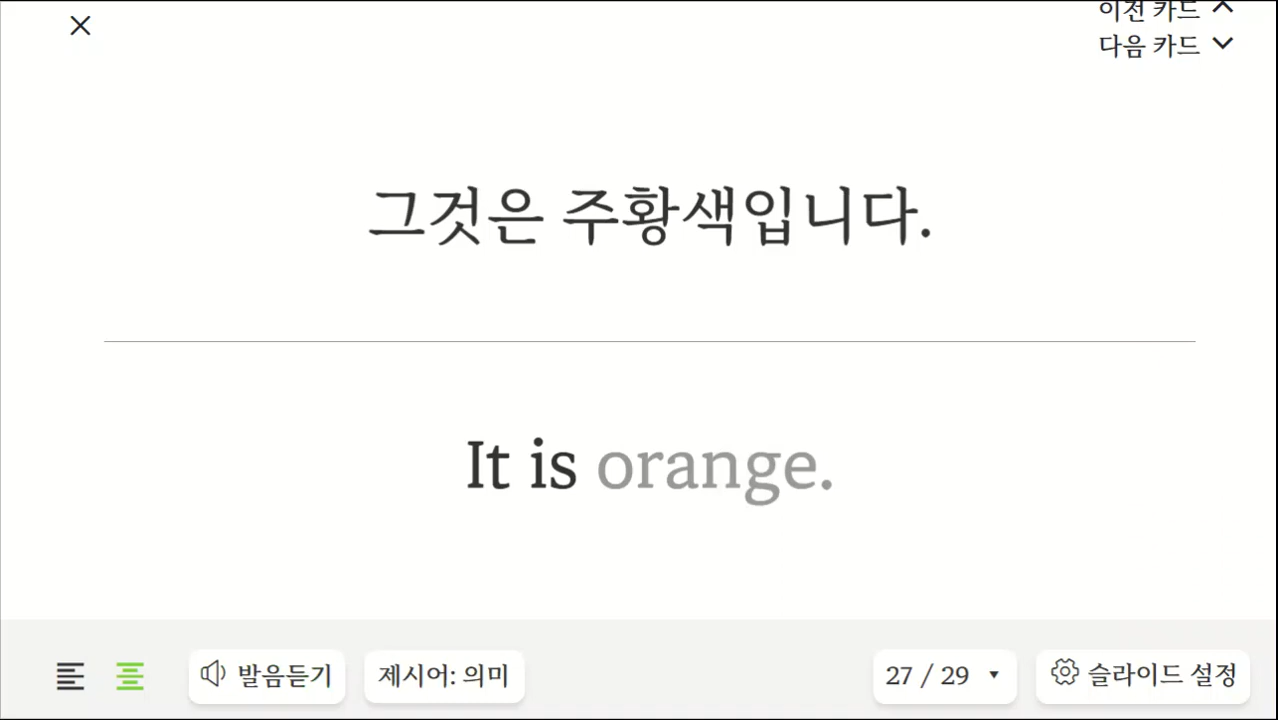 이전 카드
다음 카드
그것은 주황색입니다.
It is orange.
발음듣기
제시어: 의미
27 / 29
슬라이드 설정